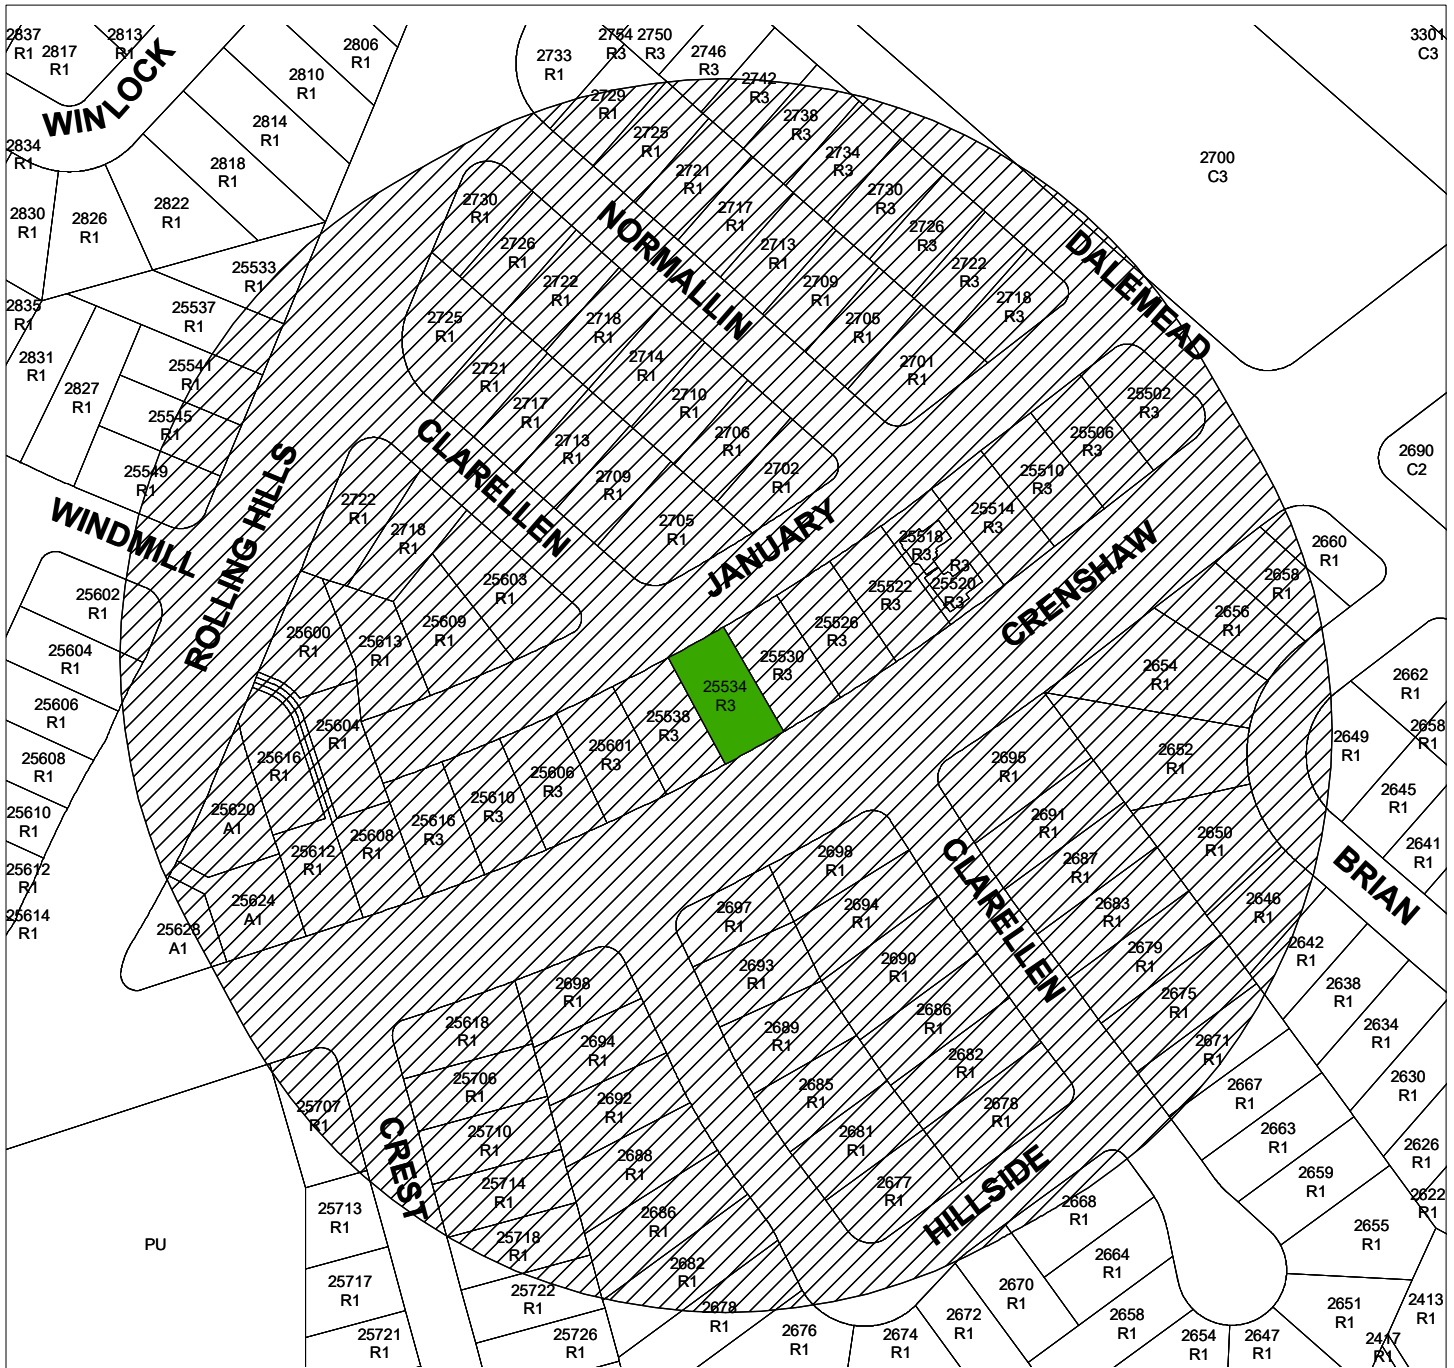 2837
R1
2817
R1
2813
R1
WINLOCK
2806
R1
2810
R1
2814
R1
2818
R1
2822
R1
2834
R1
2830
R1
2826
R1
2733
R1
2754
R3
2750
R3
2746
R3
2742
R3
2729
R1
2738
R3
2725
R1
2734
R3
2721
R1
2730
R3
2717
R1
2726
R3
2713
R1
2722
R3
2709
R1
2718
R3
2705
R1
2701
R1
3301
C3
2700
C3
DALEMEAD
NORMALLIN
2730
R1
2726
R1
2722
R1
2718
R1
2714
R1
2710
R1
2706
R1
2702
R1
2725
R1
2721
R1
2717
R1
2713
R1
2709
R1
2705
R1
25533
R1
25537
R1
25541
R1
25545
R1
25549
R1
2835
R1
2831
R1
2827
R1
WINDMILL
ROLLING HILLS
CLARELLEN
JANUARY
CRENSHAW
2722
R1
2718
R1
25603
R1
25609
R1
25613
R1
25600
R1
25604
R1
25502
R3
25506
R3
25510
R3
25514
R3
25518
R3
R3
25520
R3
25522
R3
25526
R3
25530
R3
25534
R3
25538
R3
25601
R3
25606
R3
25610
R3
25616
R3
25608
R1
25612
R1
25616
R1
25620
A1
25624
A1
25628
A1
25602
R1
25604
R1
25606
R1
25608
R1
25610
R1
25612
R1
25614
R1
2690
C2
2660
R1
2658
R1
2656
R1
2654
R1
2652
R1
2650
R1
2646
R1
2642
R1
2638
R1
2634
R1
2630
R1
2626
R1
2622
R1
2662
R1
2658
R1
2649
R1
2645
R1
2641
R1
BRIAN
2695
R1
2691
R1
2687
R1
2683
R1
2679
R1
2675
R1
2671
R1
2667
R1
2663
R1
2659
R1
2655
R1
2651
R1
2413
R1
2417
R1
2647
R1
2654
R1
2658
R1
2664
R1
2668
R1
2670
R1
2672
R1
2674
R1
2676
R1
CLARELLEN
HILLSIDE
2698
R1
2694
R1
2690
R1
2686
R1
2682
R1
2678
R1
2697
R1
2693
R1
2689
R1
2685
R1
2681
R1
2677
R1
2698
R1
2694
R1
2692
R1
2688
R1
2686
R1
2682
R1
2678
R1
25618
R1
25706
R1
25710
R1
25714
R1
25718
R1
25722
R1
25726
R1
CREST
25707
R1
25713
R1
25717
R1
25721
R1
PU